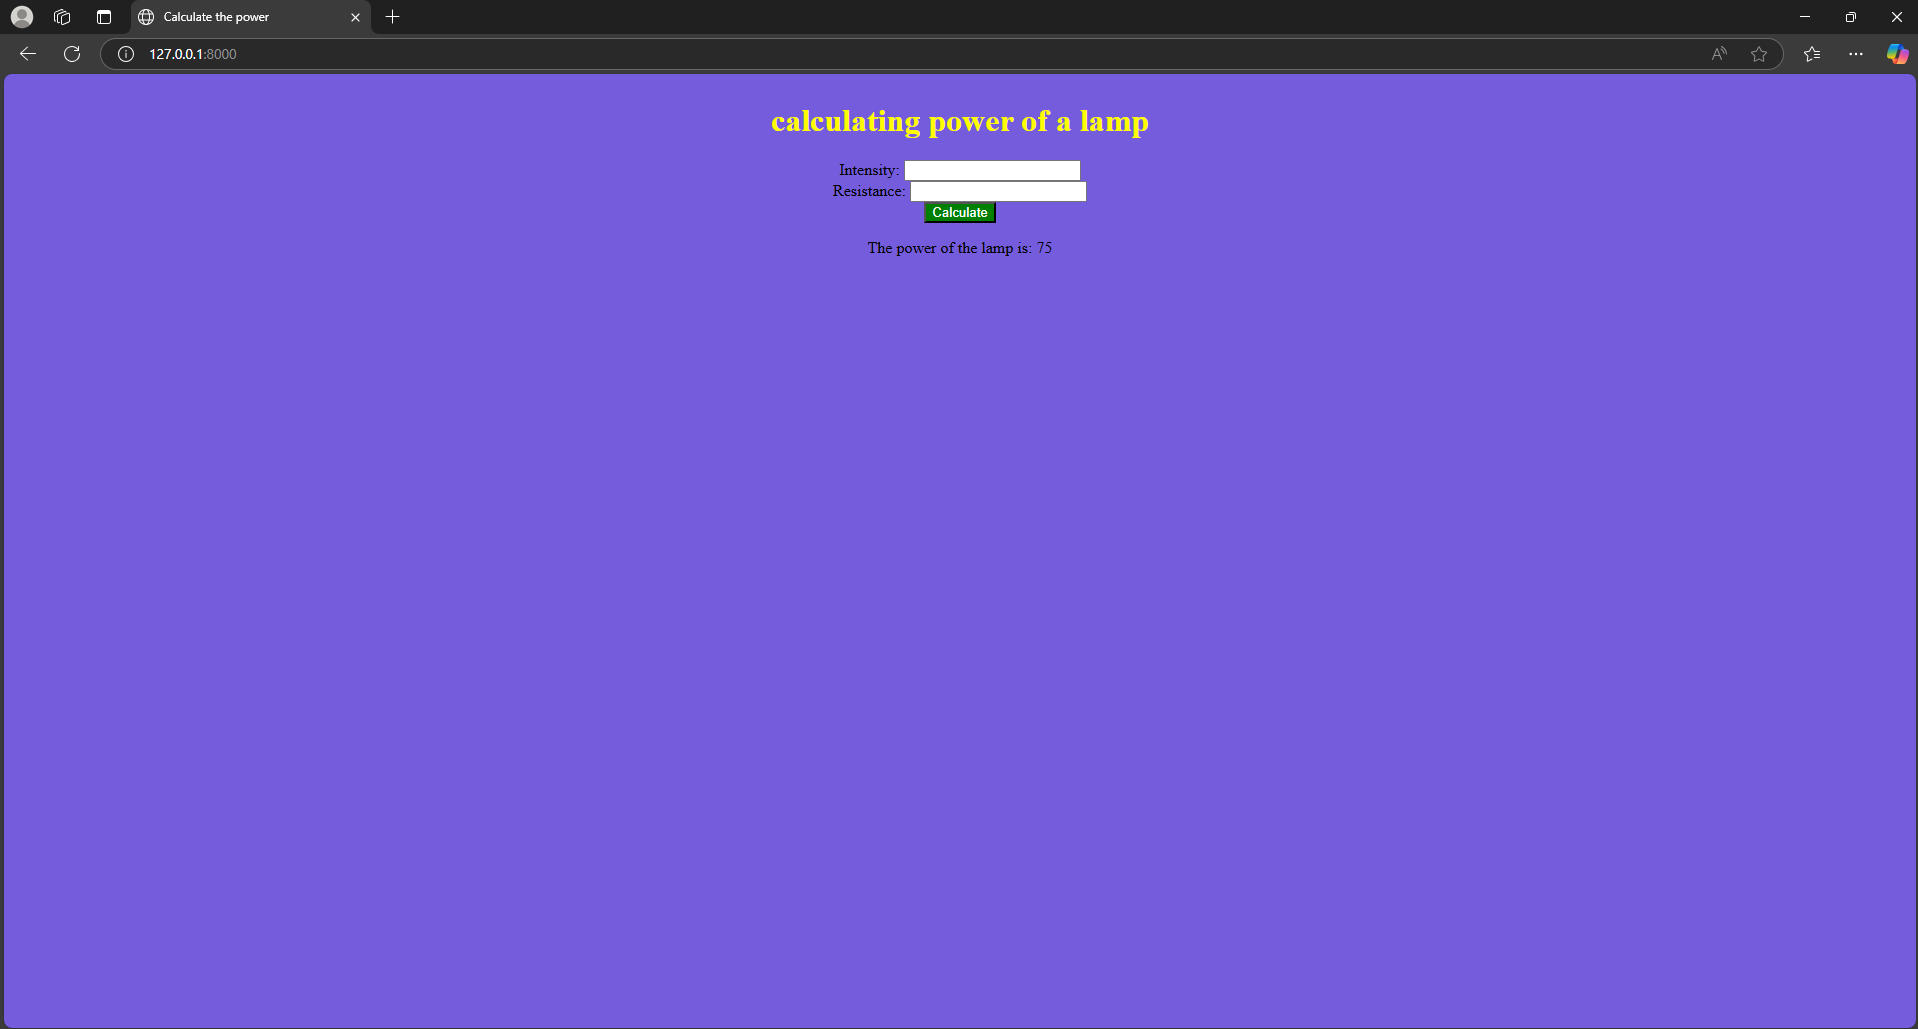 Calculate the power
127.0.0.1:8000
calculating power of a lamp
Intensity:
Resistance:
Calculate
The power of the lamp is: 75